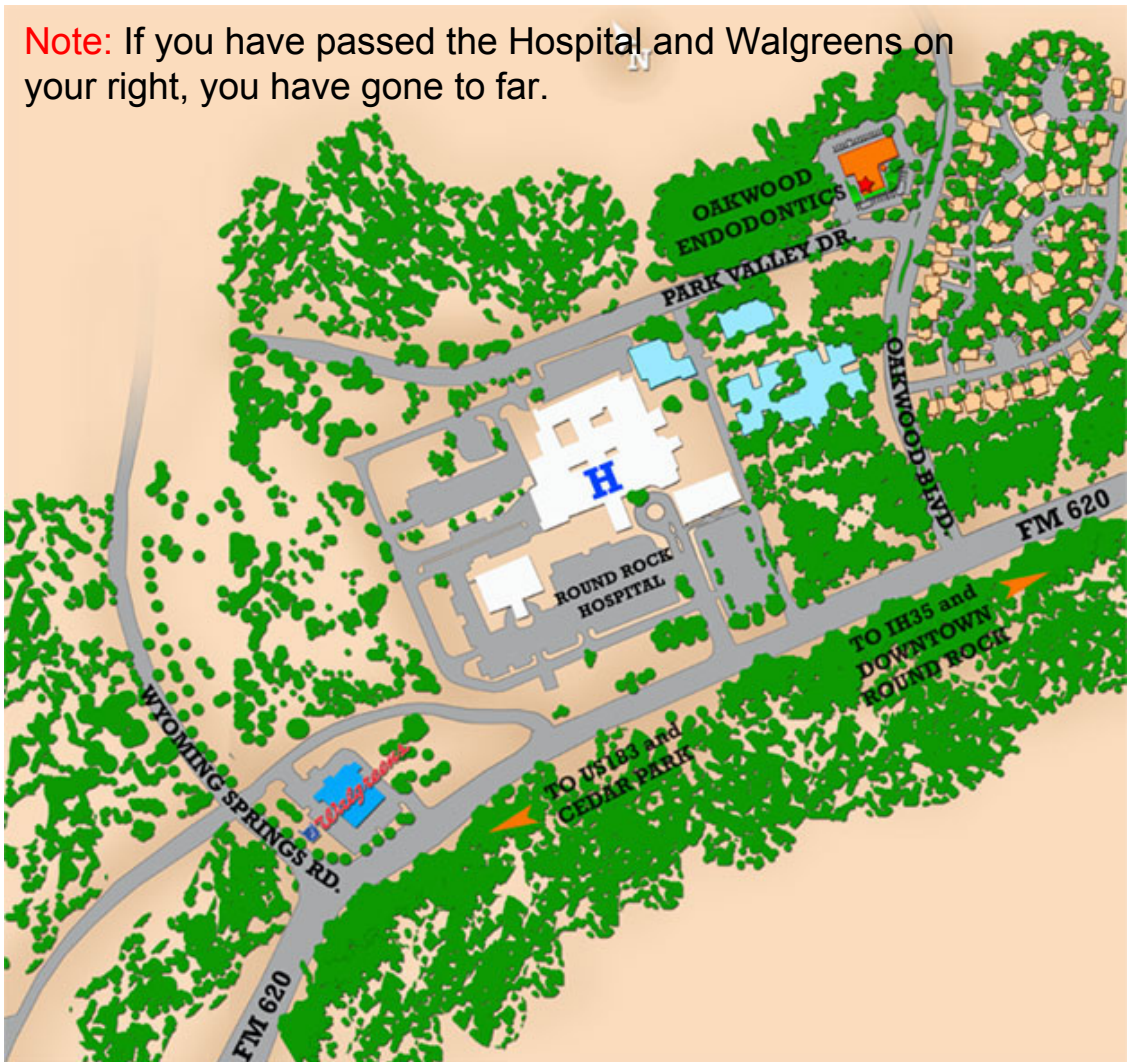 Note: If you have passed the Hospital and Walgreens on
your right, you have gone to far.
N
OAKWOOD
ENDODONTICS
PARK VALLEY DR.
OAKWOOD BLVD.
FM 620
H
ROUND ROCK
HOSPITAL
TO IH35 and
DOWNTOWN
ROUND ROCK
WYOMING SPRINGS RD.
Walgreens
TO US183 and
CEDAR PARK
FM 620